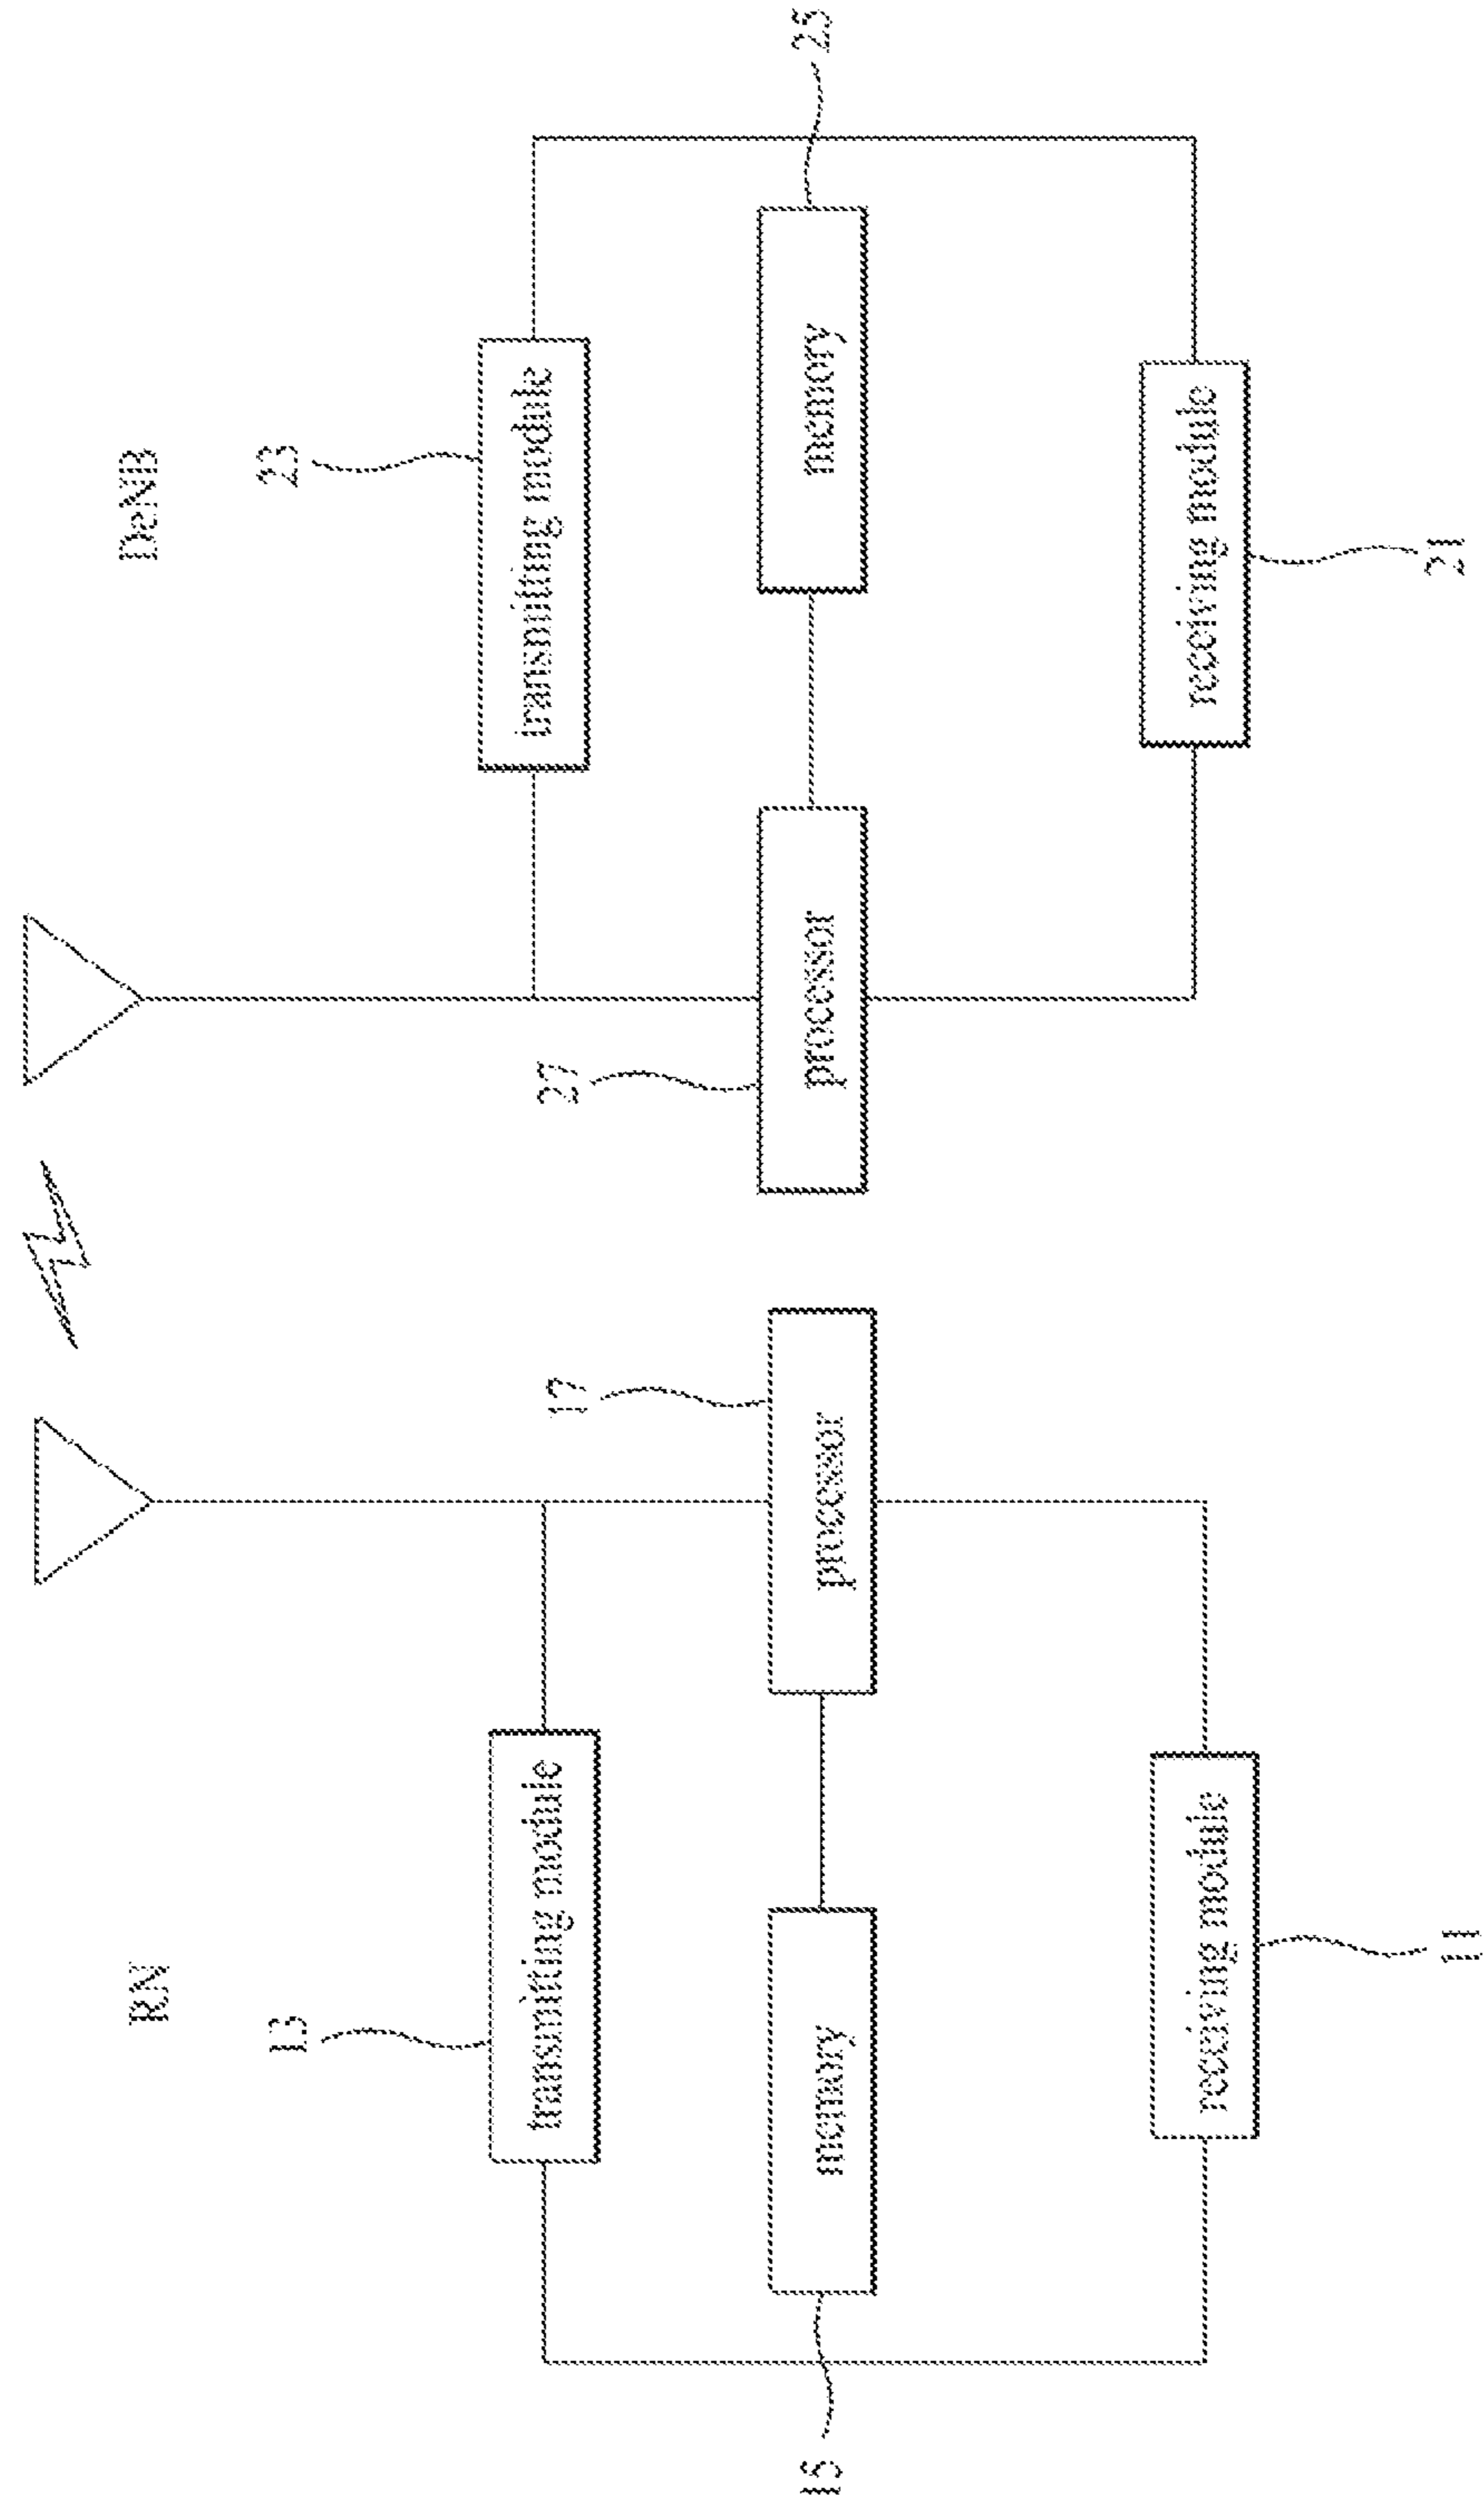 RN
DeNB
13
transmitting module
23
transmitting module
17
processor
27
processor
15
memory
memory
25
receiving module
11
receiving module
21